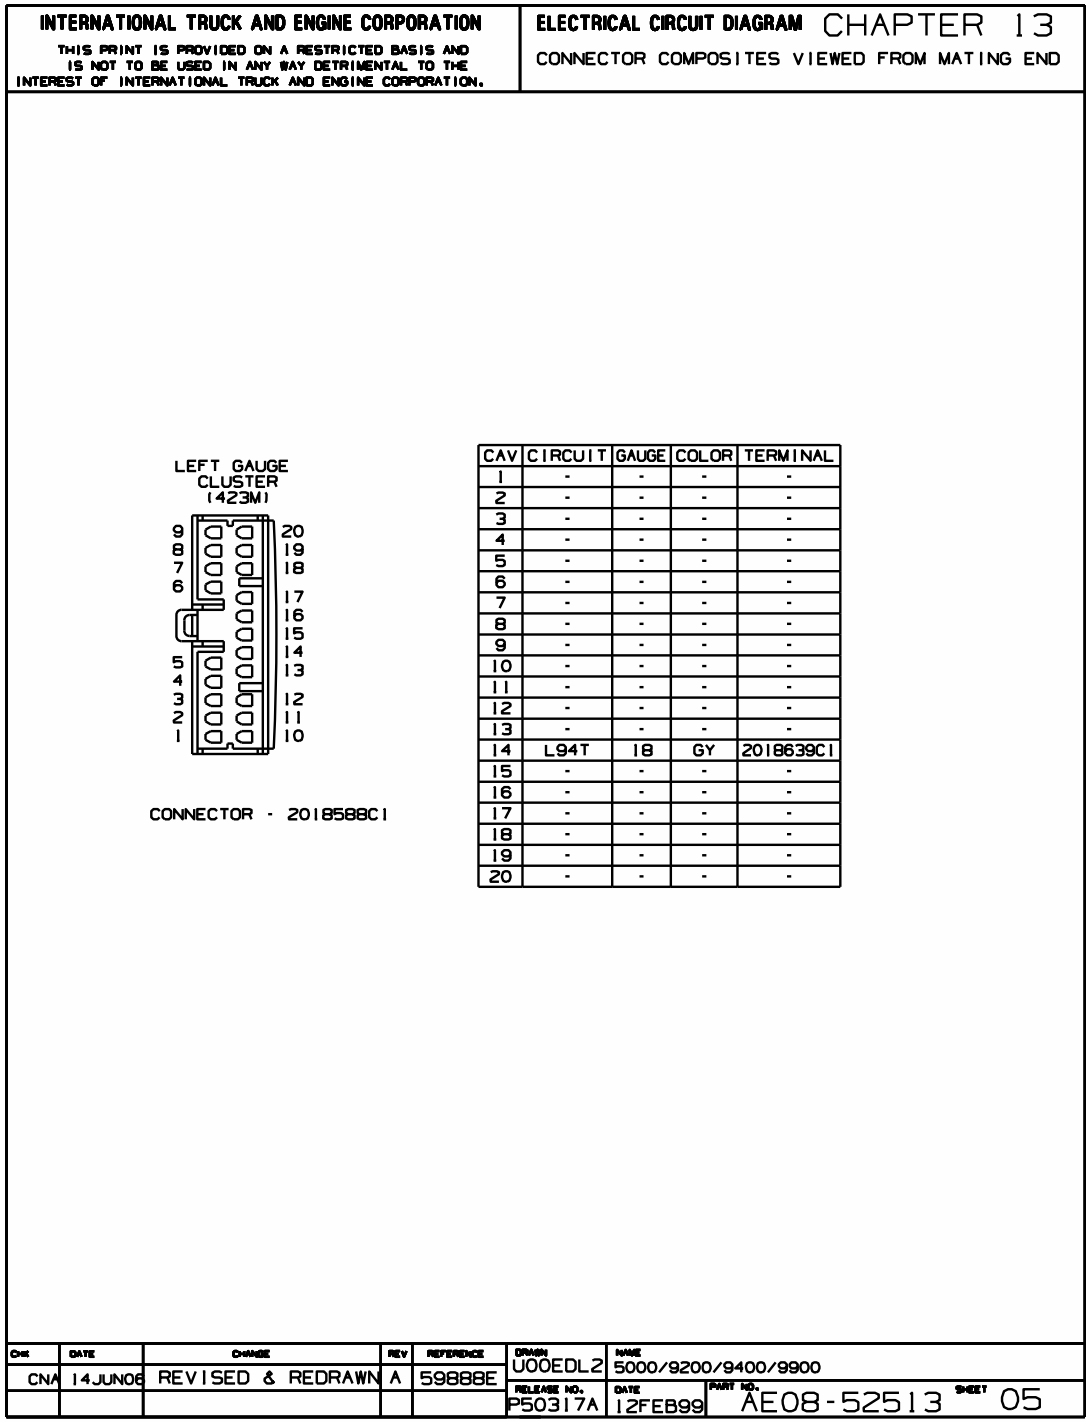 INTERNATIONAL TRUCK AND ENGINE CORPORATION
THIS PRINT IS PROVIDED ON A RESTRICTED BASIS AND
IS NOT TO BE USED IN ANY WAY DETRIMENTAL TO THE
INTEREST OF INTERNATIONAL TRUCK AND ENGINE CORPORATION.
ELECTRICAL CIRCUIT DIAGRAM CHAPTER 13
CONNECTOR COMPOSITES VIEWED FROM MATING END
LEFT GAUGE
CLUSTER
(423M)
9 20
8 19
7 18
6
17
16
15
14
5 13
4
3 12
2 11
1 10
CONNECTOR - 2018588C1
CAV CIRCUIT GAUGE COLOR TERMINAL
1 - - - -
2 - - - -
3 - - - -
4 - - - -
5 - - - -
6 - - - -
7 - - - -
8 - - - -
9 - - - -
10 - - - -
11 - - - -
12 - - - -
13 - - - -
14 L94T 18 GY 2018639C1
15 - - - -
16 - - - -
17 - - - -
18 - - - -
19 - - - -
20 - - - -
CHK DATE CHANGE REV REFERENCE
CNA 14JUN06 REVISED & REDRAWN A 59888E
DRAWN
U00EDL2
NAME
5000/9200/9400/9900
RELEASE NO.
P50317A
DATE
12FEB99
PART NO.
AE08-52513
SHEET 05